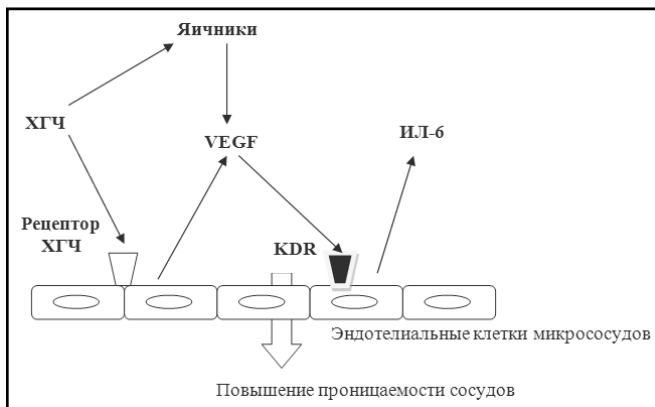 Яичники
ХГЧ
VEGF
ИЛ-6
Рецептор
ХГЧ
KDR
Эндотелиальные клетки микрососудов
Повышение проницаемости сосудов